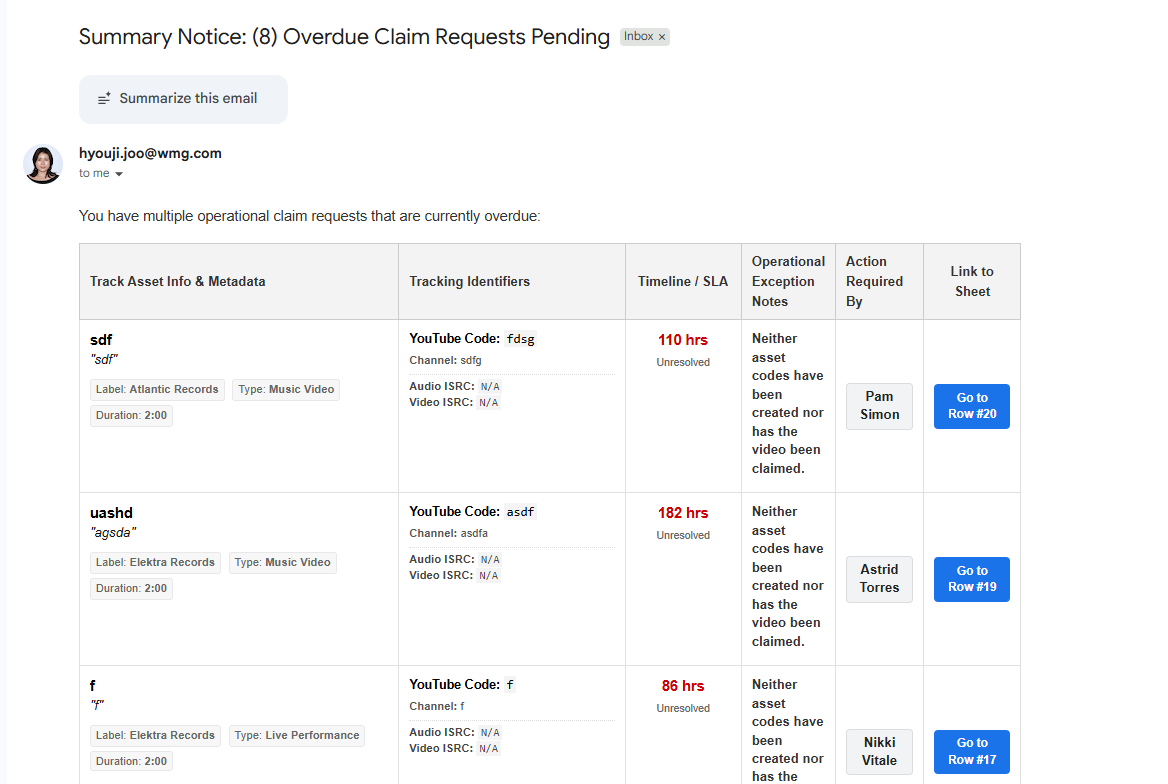 Summary Notice: (8) Overdue Claim Requests Pending Inbox ×
Summarize this email
hyouji.joo@wmg.com
to me
You have multiple operational claim requests that are currently overdue:
Track Asset Info & Metadata
Tracking Identifiers
Timeline / SLA
Operational
Exception
Notes
Action
Required
By
Link to
Sheet
sdf
"sdf"
Label: Atlantic Records Type: Music Video
Duration: 2:00
YouTube Code: fdsg
Channel: sdfg
Audio ISRC: N/A
Video ISRC: N/A
110 hrs
Unresolved
Neither
asset
codes have
been
created nor
has the
video been
claimed.
Pam
Simon
Go to
Row #20
uashd
"agsda"
Label: Elektra Records Type: Music Video
Duration: 2:00
YouTube Code: asdf
Channel: asdfa
Audio ISRC: N/A
Video ISRC: N/A
182 hrs
Unresolved
Neither
asset
codes have
been
created nor
has the
video been
claimed.
Astrid
Torres
Go to
Row #19
f
"f"
Label: Elektra Records Type: Live Performance
Duration: 2:00
YouTube Code: f
Channel: f
Audio ISRC: N/A
Video ISRC: N/A
86 hrs
Unresolved
Neither
asset
codes have
been
created nor
has the
Nikki
Vitale
Go to
Row #17